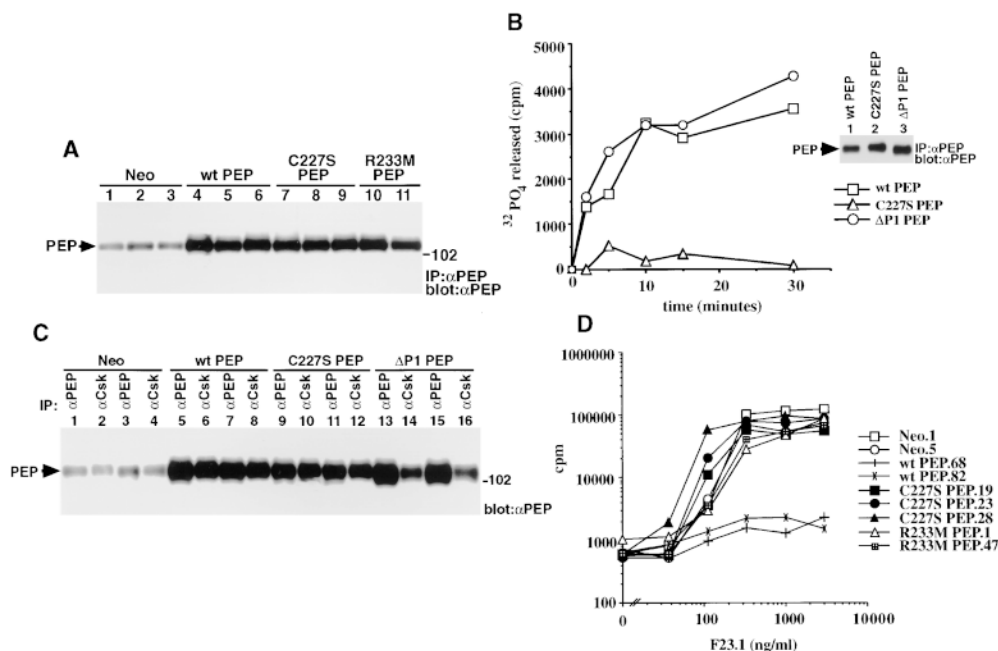 A
Neo
wt PEP
C227S
PEP
R233M
PEP
1 2 3 4 5 6 7 8 9 10 11
PEP
-102
IP:αPEP
blot:αPEP
B
5000
4000
3000
2000
1000
0
32 PO4 released (cpm)
0 10 20 30
time (minutes)
wt PEP
C227S PEP
ΔP1 PEP
1 2 3
PEP
IP:αPEP
blot:αPEP
wt PEP
C227S PEP
ΔP1 PEP
C
Neo
wt PEP
C227S PEP
ΔP1 PEP
IP:
αPEP αCsk αPEP αCsk αPEP αCsk αPEP αCsk αPEP αCsk αPEP αCsk αPEP αCsk αPEP αCsk
1 2 3 4 5 6 7 8 9 10 11 12 13 14 15 16
PEP
-102
blot:αPEP
D
1000000
100000
10000
1000
100
cpm
0 100 1000 10000
F23.1 (ng/ml)
Neo.1
Neo.5
wt PEP.68
wt PEP.82
C227S PEP.19
C227S PEP.23
C227S PEP.28
R233M PEP.1
R233M PEP.47